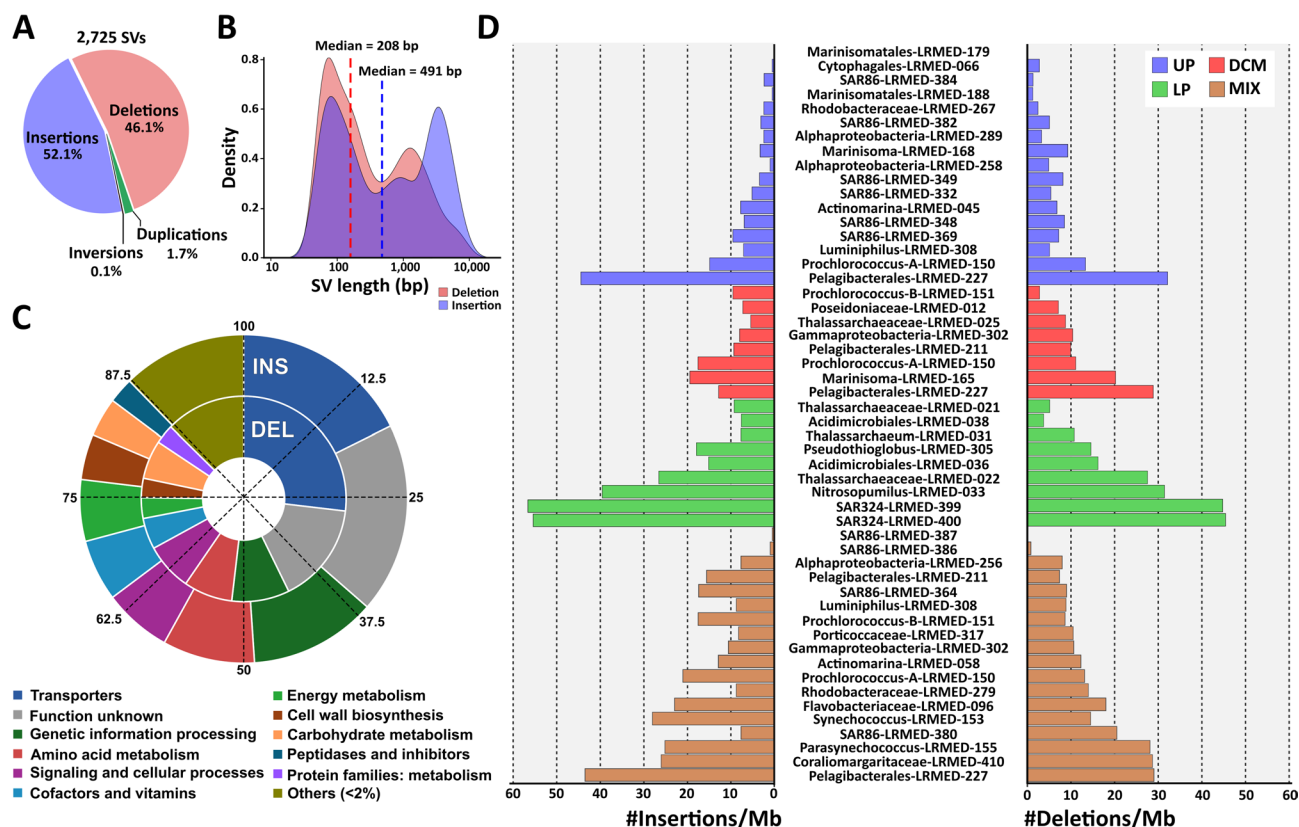 A
2,725 SVs
Deletions
46.1%
Insertions
52.1%
Duplications
1.7%
Inversions
0.1%
B
Median = 208 bp
Median = 491 bp
0.8
0.6
0.4
0.2
0.0
Density
10
100
1,000
10,000
SV length (bp)
Deletion
Insertion
C
100
INS
DEL
12.5
25
37.5
50
62.5
75
87.5
Transporters
Function unknown
Genetic information processing
Amino acid metabolism
Signaling and cellular processes
Cofactors and vitamins
Energy metabolism
Cell wall biosynthesis
Carbohydrate metabolism
Peptidases and inhibitors
Protein families: metabolism
Others (<2%)
D
UP
DCM
LP
MIX
Marinisomatales-LRMED-179
Cytophagales-LRMED-066
SAR86-LRMED-384
Marinisomatales-LRMED-188
Rhodobacteraceae-LRMED-267
SAR86-LRMED-382
Alphaproteobacteria-LRMED-289
Marinisoma-LRMED-168
Alphaproteobacteria-LRMED-258
SAR86-LRMED-349
SAR86-LRMED-332
Actinomarina-LRMED-045
SAR86-LRMED-348
SAR86-LRMED-369
Luminiphilus-LRMED-308
Prochlorococcus-A-LRMED-150
Pelagibacterales-LRMED-227
Prochlorococcus-B-LRMED-151
Poseidoniaceae-LRMED-012
Thalassarchaeaceae-LRMED-025
Gammaproteobacteria-LRMED-302
Pelagibacterales-LRMED-211
Prochlorococcus-A-LRMED-150
Marinisoma-LRMED-165
Pelagibacterales-LRMED-227
Thalassarchaeaceae-LRMED-021
Acidimicrobiales-LRMED-038
Thalassarchaeum-LRMED-031
Pseudothioglobus-LRMED-305
Acidimicrobiales-LRMED-036
Thalassarchaeaceae-LRMED-022
Nitrosopumilus-LRMED-033
SAR324-LRMED-399
SAR324-LRMED-400
SAR86-LRMED-387
SAR86-LRMED-386
Alphaproteobacteria-LRMED-256
Pelagibacterales-LRMED-211
SAR86-LRMED-364
Luminiphilus-LRMED-308
Prochlorococcus-B-LRMED-151
Porticoccaceae-LRMED-317
Gammaproteobacteria-LRMED-302
Actinomarina-LRMED-058
Prochlorococcus-A-LRMED-150
Rhodobacteraceae-LRMED-279
Flavobacteriaceae-LRMED-096
Synechococcus-LRMED-153
SAR86-LRMED-380
Parasynechococcus-LRMED-155
Coraliomargaritaceae-LRMED-410
Pelagibacterales-LRMED-227
60 50 40 30 20 10 0
#Insertions/Mb
0 10 20 30 40 50 60
#Deletions/Mb